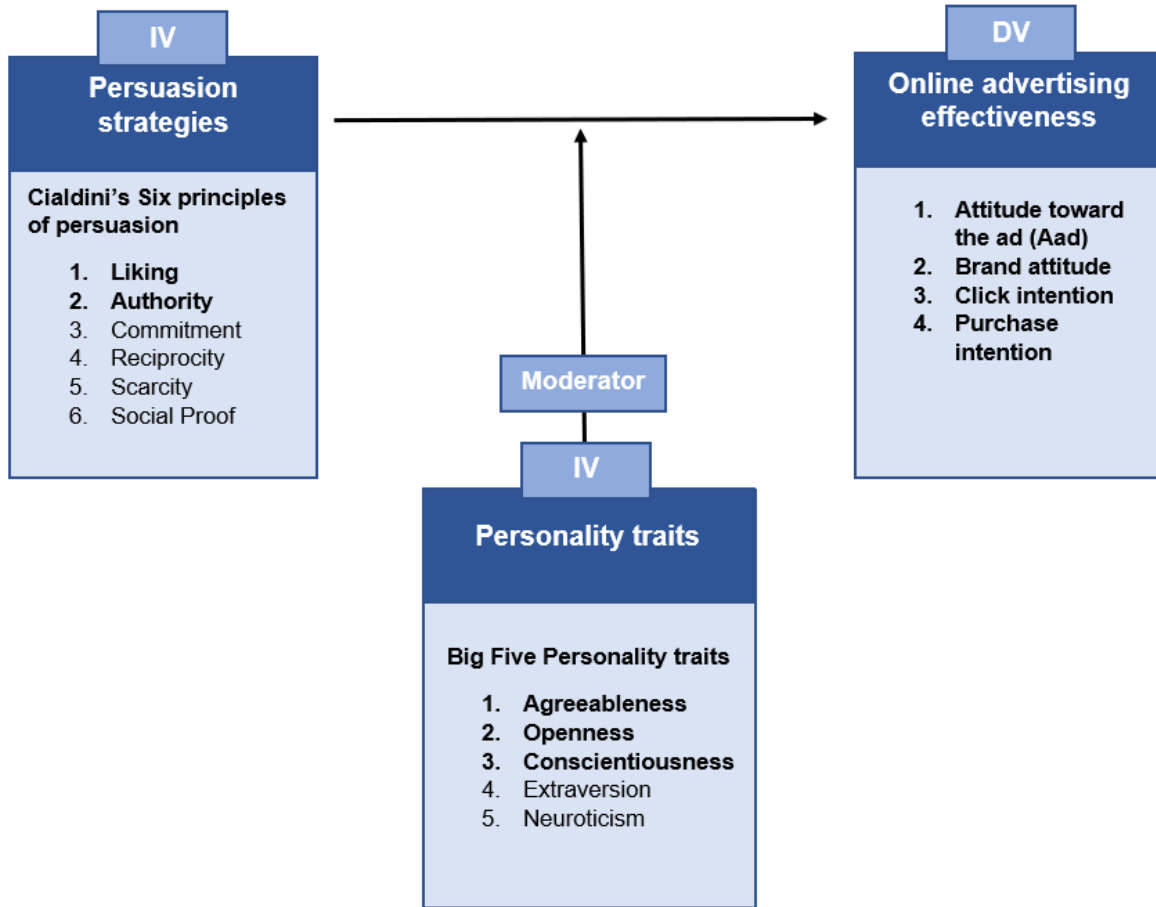 IV
Persuasion
strategies
Cialdini’s Six principles
of persuasion
1. Liking
2. Authority
3. Commitment
4. Reciprocity
5. Scarcity
6. Social Proof
DV
Online advertising
effectiveness
1. Attitude toward
the ad (Aad)
2. Brand attitude
3. Click intention
4. Purchase
intention
Moderator
IV
Personality traits
Big Five Personality traits
1. Agreeableness
2. Openness
3. Conscientiousness
4. Extraversion
5. Neuroticism